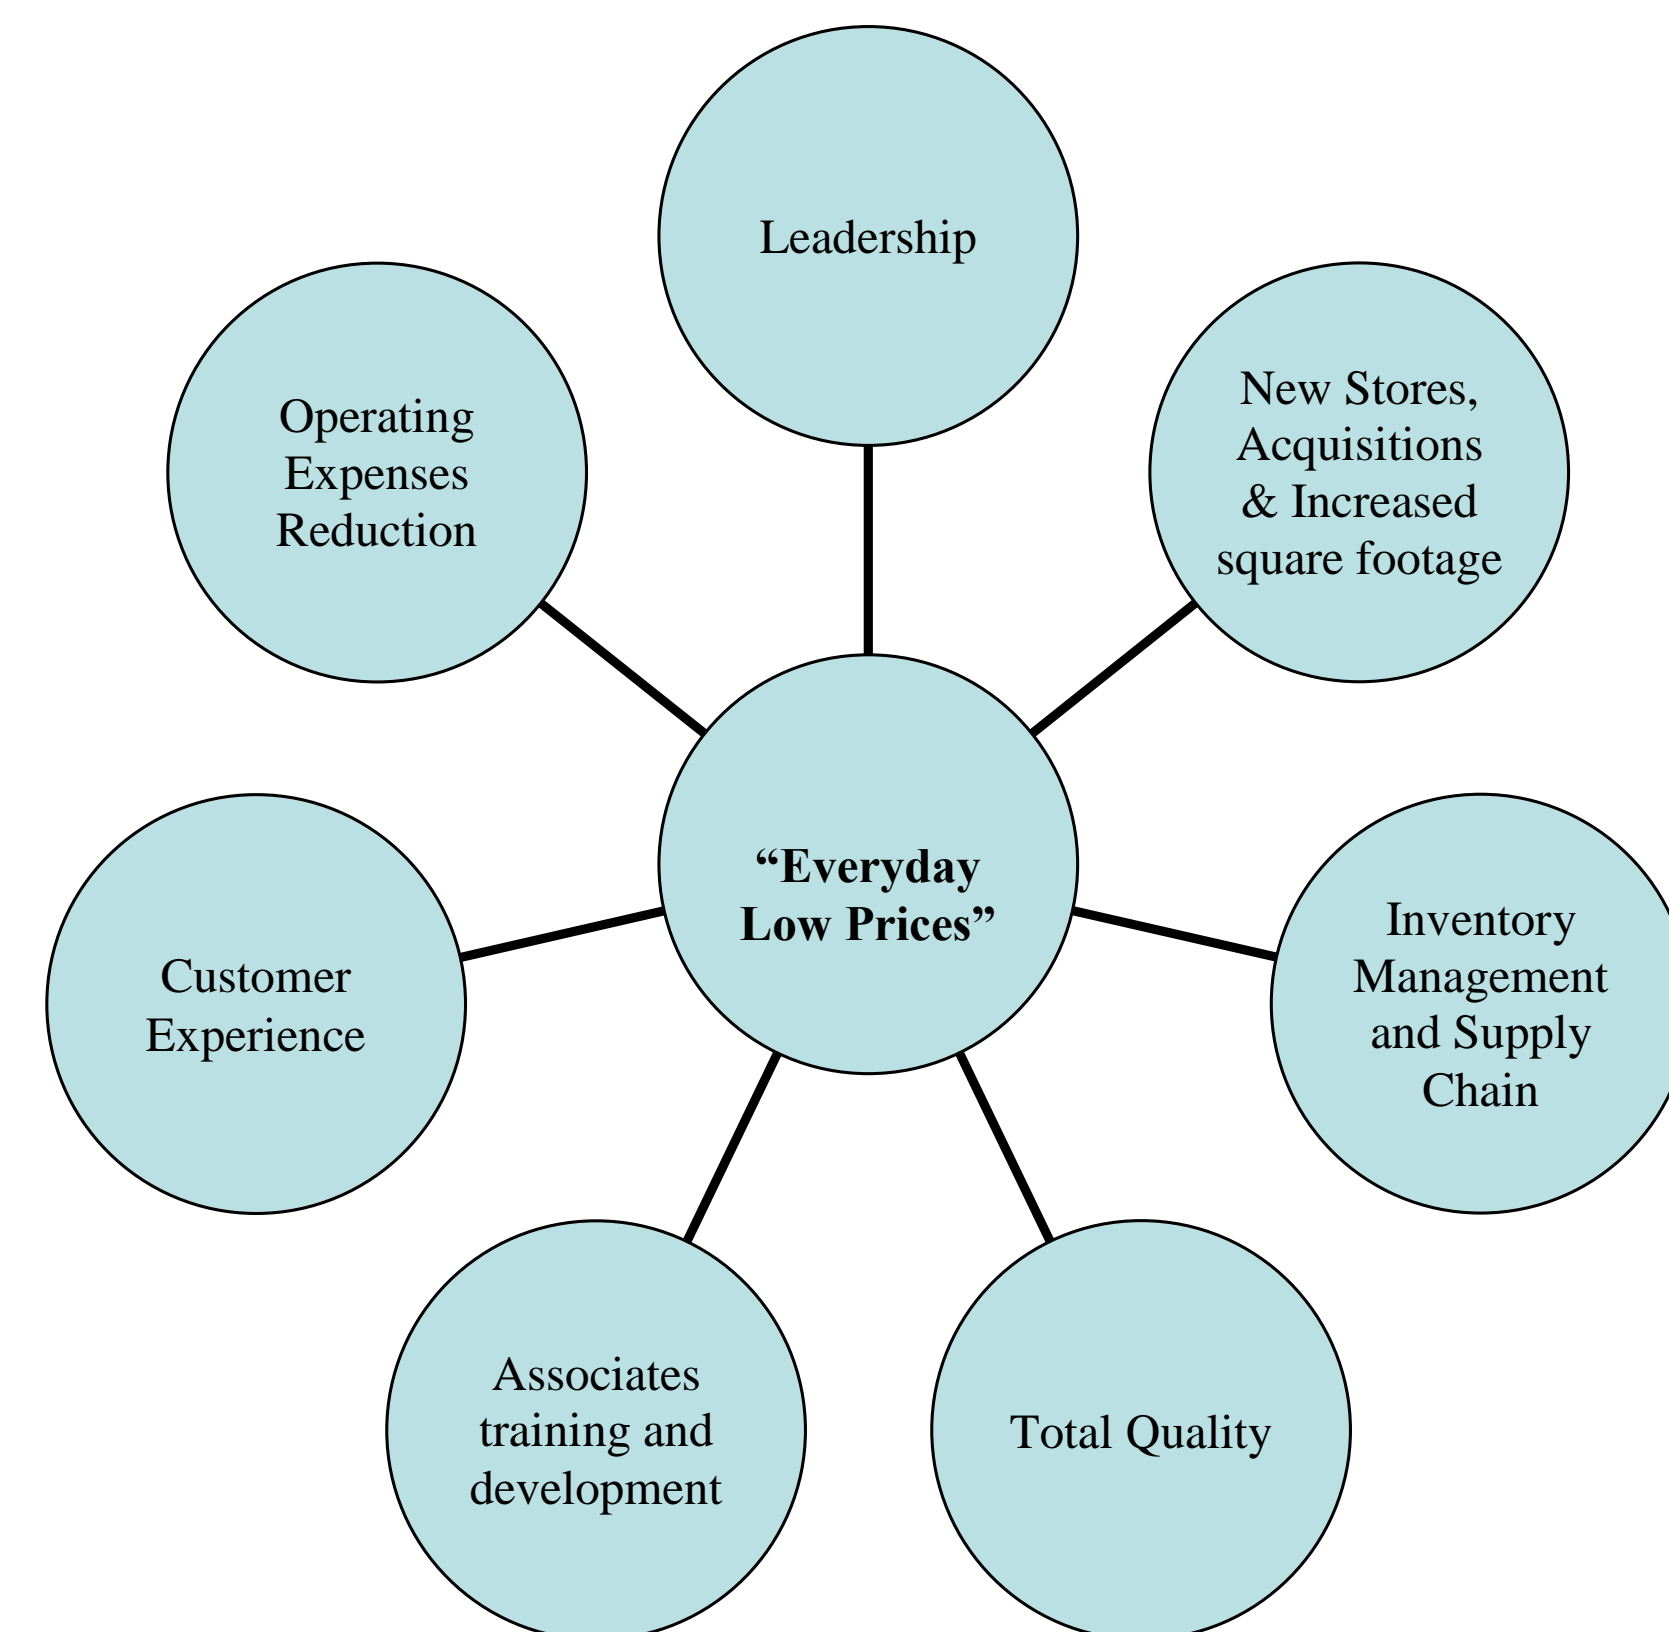 Leadership
New Stores,
Acquisitions
& Increased
square footage
Operating
Expenses
Reduction
“Everyday
Low Prices”
Inventory
Management
and Supply
Chain
Customer
Experience
Associates
training and
development
Total Quality